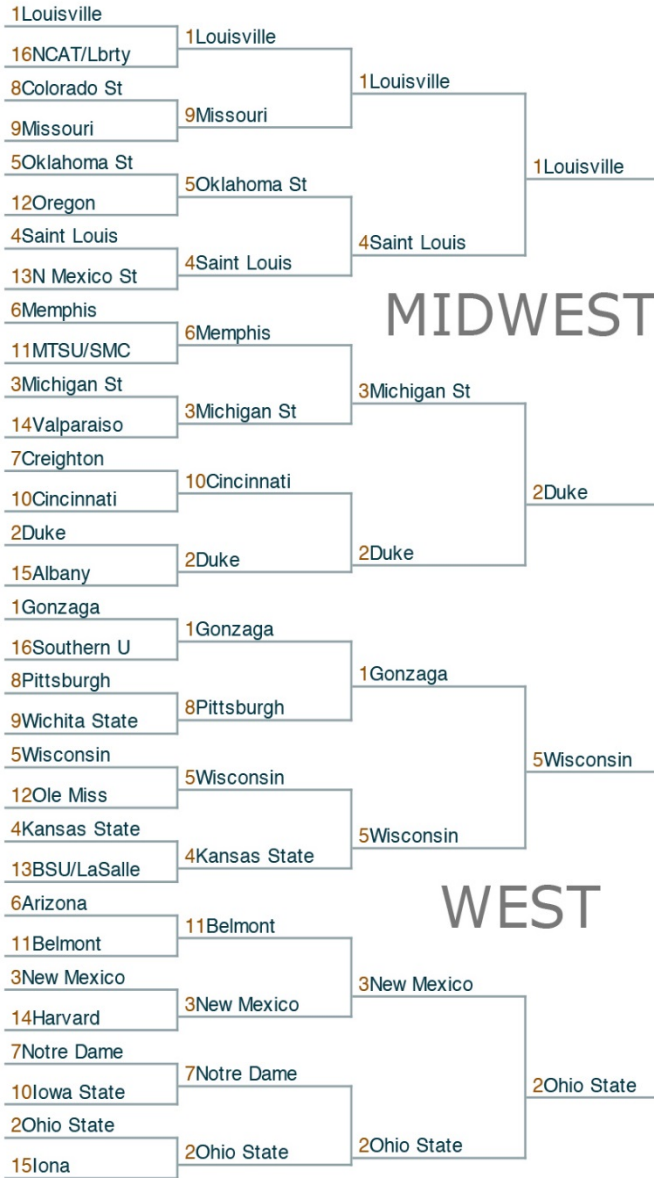 1Louisville
16NCAT/Lbrty
8Colorado St
9Missouri
5Oklahoma St
12Oregon
4Saint Louis
13N Mexico St
6Memphis
11MTSU/SMC
3Michigan St
14Valparaiso
7Creighton
10Cincinnati
2Duke
15Albany
1Gonzaga
16Southern U
8Pittsburgh
9Wichita State
5Wisconsin
12Ole Miss
4Kansas State
13BSU/LaSalle
6Arizona
11Belmont
3New Mexico
14Harvard
7Notre Dame
10Iowa State
2Ohio State
15Iona
1Louisville
9Missouri
5Oklahoma St
4Saint Louis
6Memphis
3Michigan St
10Cincinnati
2Duke
1Gonzaga
8Pittsburgh
5Wisconsin
4Kansas State
11Belmont
3New Mexico
7Notre Dame
2Ohio State
1Louisville
4Saint Louis
3Michigan St
2Duke
1Gonzaga
5Wisconsin
3New Mexico
2Ohio State
1Louisville
2Duke
5Wisconsin
2Ohio State
MIDWEST
WEST